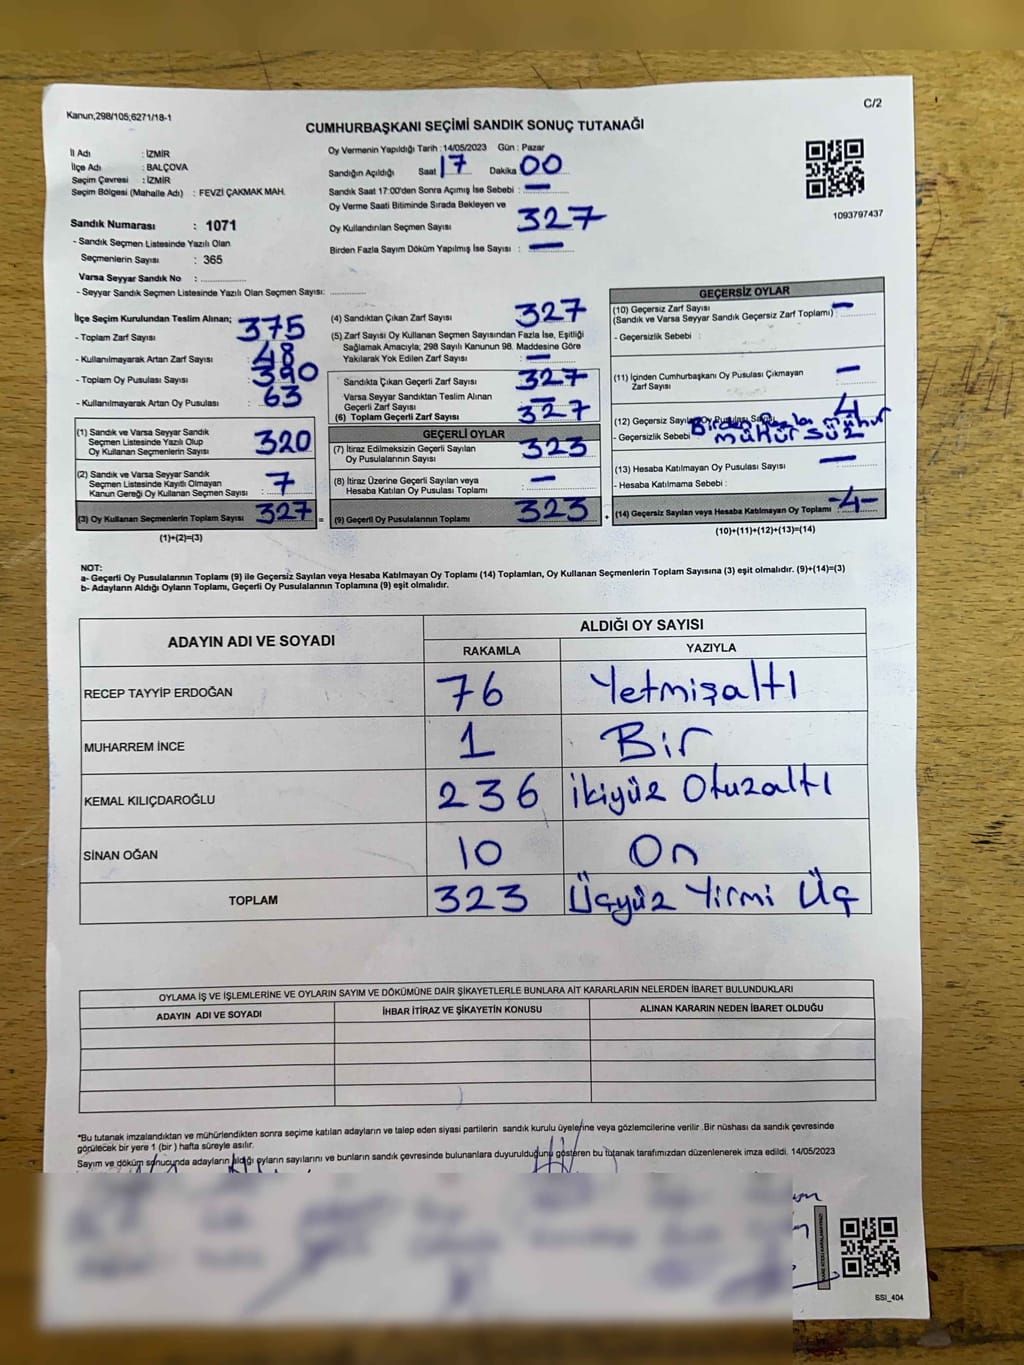 Kanun;298/105;6271/18-1
C/2
CUMHURBAŞKANI SEÇİMİ SANDIK SONUÇ TUTANAĞI
İl Adı : İZMİR
İlçe Adı : BALÇOVA
Seçim Çevresi : İZMİR
Seçim Bölgesi (Mahalle Adı) : FEVZİ ÇAKMAK MAH.
Sandık Numarası : 1071
- Sandık Seçmen Listesinde Yazılı Olan
Seçmenlerin Sayısı : 365
Varsa Seyyar Sandık No :
- Seyyar Sandık Seçmen Listesinde Yazılı Olan Seçmen Sayısı:
Oy Vermenin Yapıldığı Tarih : 14/05/2023 Gün : Pazar
Sandığın Açıldığı Saat 17 Dakika 00
Sandık Saat 17:00'den Sonra Açımış İse Sebebi : —
Oy Verme Saati Bitiminde Sırada Bekleyen ve
Oy Kullandırılan Seçmen Sayısı 327
Birden Fazla Sayım Döküm Yapılmış İse Sayısı : —
1093797437
İlçe Seçim Kurulundan Teslim Alınan;
- Toplam Zarf Sayısı 375
- Kullanılmayarak Artan Zarf Sayısı 48
- Toplam Oy Pusulası Sayısı 390
- Kullanılmayarak Artan Oy Pusulası : 63
(1) Sandık ve Varsa Seyyar Sandık
Seçmen Listesinde Yazılı Olup
Oy Kullanan Seçmenlerin Sayısı 320
(2) Sandık ve Varsa Seyyar Sandık
Seçmen Listesinde Kayıtlı Olmayan
Kanun Gereği Oy Kullanan Seçmen Sayısı : 7
(3) Oy Kullanan Seçmenlerin Toplam Sayısı : 327
(1)+(2)=(3)
(4) Sandıktan Çıkan Zarf Sayısı 327
(5) Zarf Sayısı Oy Kullanan Seçmen Sayısından Fazla İse, Eşitliği
Sağlamak Amacıyla; 298 Sayılı Kanunun 98. Maddesine Göre
Yakılarak Yok Edilen Zarf Sayısı : —
Sandıkta Çıkan Geçerli Zarf Sayısı 327
Varsa Seyyar Sandıktan Teslim Alınan
Geçerli Zarf Sayısı —
(6) Toplam Geçerli Zarf Sayısı 327
GEÇERLİ OYLAR
(7) İtiraz Edilmeksizin Geçerli Sayılan
Oy Pusulalarının Sayısı 323
(8) İtiraz Üzerine Geçerli Sayılan veya
Hesaba Katılan Oy Pusulası Toplamı : —
(9) Geçerli Oy Pusulalarının Toplamı 323
GEÇERSİZ OYLAR
(10) Geçersiz Zarf Sayısı
(Sandık ve Varsa Seyyar Sandık Geçersiz Zarf Toplamı) : —
- Geçersizlik Sebebi :
(11) İçinden Cumhurbaşkanı Oy Pusulası Çıkmayan
Zarf Sayısı : —
(12) Geçersiz Sayılan Oy Pusulası Sayısı 4
- Geçersizlik Sebebi Birden Fazla mühür
mühürsüz
(13) Hesaba Katılmayan Oy Pusulası Sayısı —
- Hesaba Katılmama Sebebi :
(14) Geçersiz Sayılan veya Hesaba Katılmayan Oy Toplamı -4-
(10)+(11)+(12)+(13)=(14)
NOT:
a- Geçerli Oy Pusulalarının Toplamı (9) ile Geçersiz Sayılan veya Hesaba Katılmayan Oy Toplamı (14) Toplamları, Oy Kullanan Seçmenlerin Toplam Sayısına (3) eşit olmalıdır. (9)+(14)=(3)
b- Adayların Aldığı Oyların Toplamı, Geçerli Oy Pusulalarının Toplamına (9) eşit olmalıdır.
ADAYIN ADI VE SOYADI
ALDIĞI OY SAYISI
RAKAMLA YAZIYLA
RECEP TAYYİP ERDOĞAN 76 Yetmişaltı
MUHARREM İNCE 1 Bir
KEMAL KILIÇDAROĞLU 236 İkiyüz Otuzaltı
SİNAN OĞAN 10 On
TOPLAM 323 Üçyüz Yirmi Üç
OYLAMA İŞ VE İŞLEMLERİNE VE OYLARIN SAYIM VE DÖKÜMÜNE DAİR ŞİKAYETLERLE BUNLARA AİT KARARLARIN NELERDEN İBARET BULUNDUKLARI
ADAYIN ADI VE SOYADI İHBAR İTİRAZ VE ŞİKAYETİN KONUSU ALINAN KARARIN NEDEN İBARET OLDUĞU
*Bu tutanak imzalandıktan ve mühürlendikten sonra seçime katılan adayların ve talep eden siyasi partilerin sandık kurulu üyelerine veya gözlemcilerine verilir .Bir nüshası da sandık çevresinde
görülecek bir yere 1 (bir ) hafta süreyle asılır.
Sayım ve döküm sonucunda adayların aldığı oyların sayılarını ve bunların sandık çevresinde bulunanlara duyurulduğunu gösteren bu tutanak tarafımızdan düzenlenerek imza edildi. 14/05/2023
SSİ_404